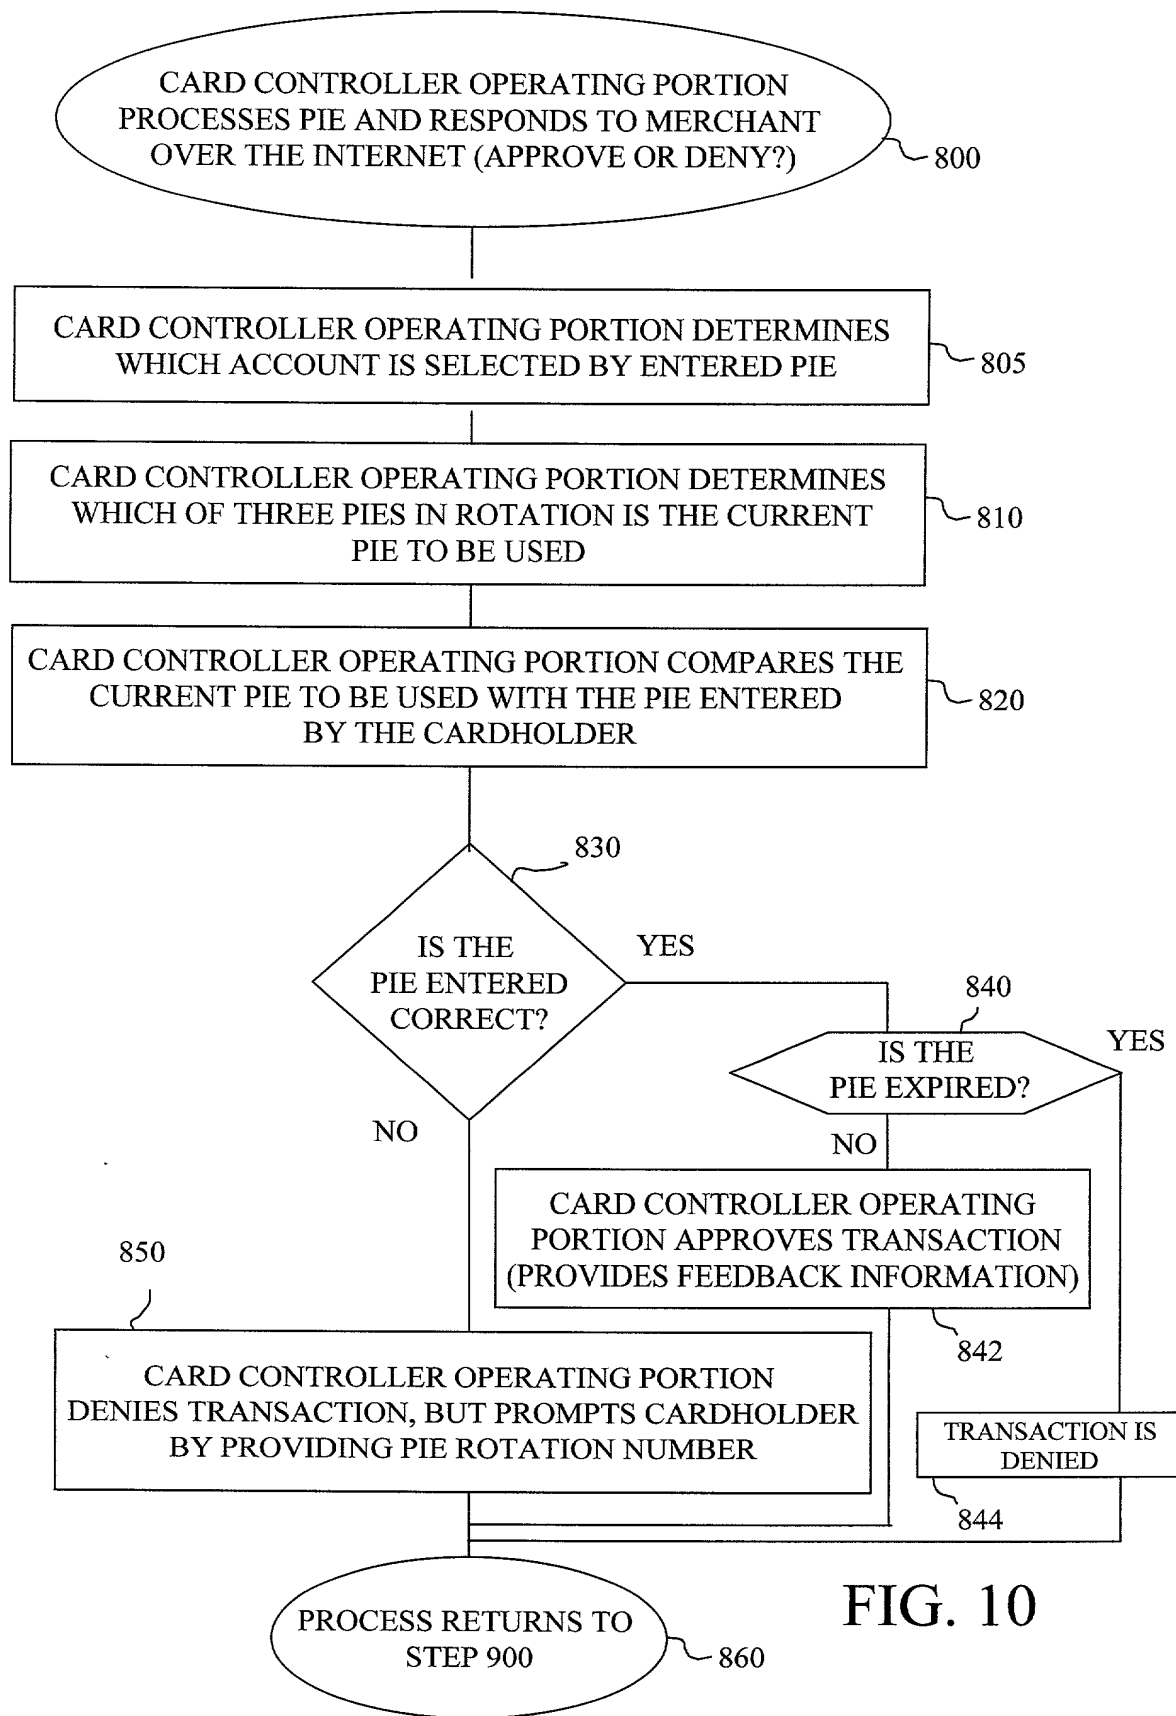 CARD CONTROLLER OPERATING PORTION
PROCESSES PIE AND RESPONDS TO MERCHANT
OVER THE INTERNET (APPROVE OR DENY?)
800
CARD CONTROLLER OPERATING PORTION DETERMINES
WHICH ACCOUNT IS SELECTED BY ENTERED PIE
805
CARD CONTROLLER OPERATING PORTION DETERMINES
WHICH OF THREE PIES IN ROTATION IS THE CURRENT
PIE TO BE USED
810
CARD CONTROLLER OPERATING PORTION COMPARES THE
CURRENT PIE TO BE USED WITH THE PIE ENTERED
BY THE CARDHOLDER
820
830
IS THE
PIE ENTERED
CORRECT?
YES
840
IS THE
PIE EXPIRED?
YES
NO
NO
CARD CONTROLLER OPERATING
PORTION APPROVES TRANSACTION
(PROVIDES FEEDBACK INFORMATION)
842
850
CARD CONTROLLER OPERATING PORTION
DENIES TRANSACTION, BUT PROMPTS CARDHOLDER
BY PROVIDING PIE ROTATION NUMBER
TRANSACTION IS
DENIED
844
PROCESS RETURNS TO
STEP 900
860
FIG. 10